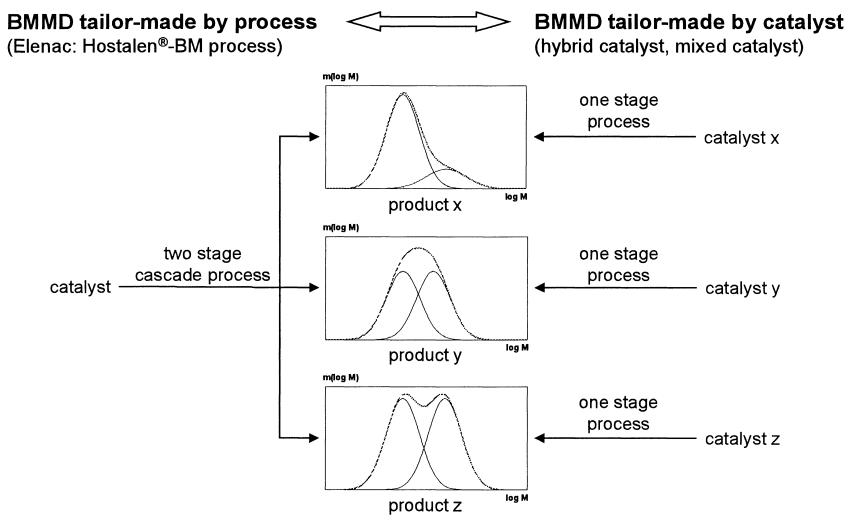 BMMD tailor-made by process
(Elenac: Hostalen®-BM process)
BMMD tailor-made by catalyst
(hybrid catalyst, mixed catalyst)
m(log M)
log M
product x
one stage
process
catalyst x
two stage
cascade process
catalyst
m(log M)
log M
product y
one stage
process
catalyst y
m(log M)
log M
product z
one stage
process
catalyst z